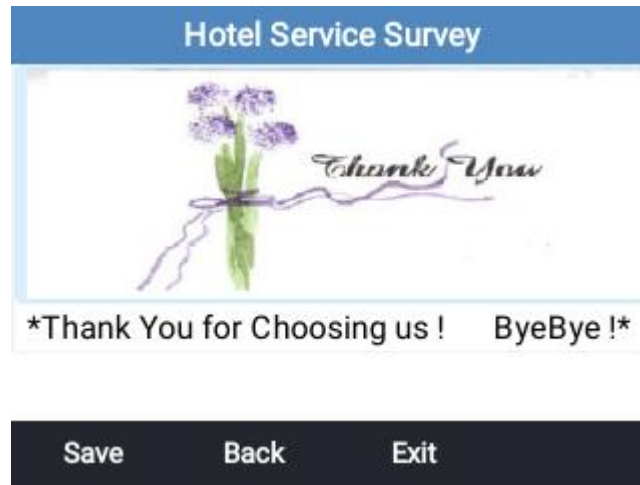 Hotel Service Survey
Thank You
*Thank You for Choosing us ! ByeBye !*
Save Back Exit